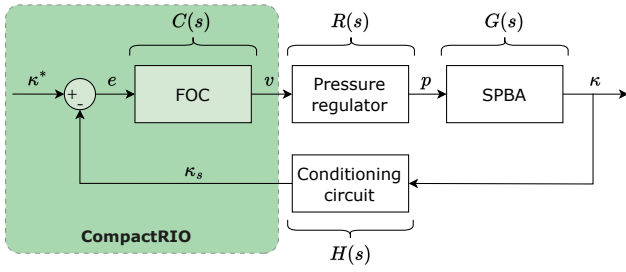 C(s)
R(s)
G(s)
κ*
+
-
e
FOC
v
Pressure
regulator
p
SPBA
κ
κs
Conditioning
circuit
CompactRIO
H(s)